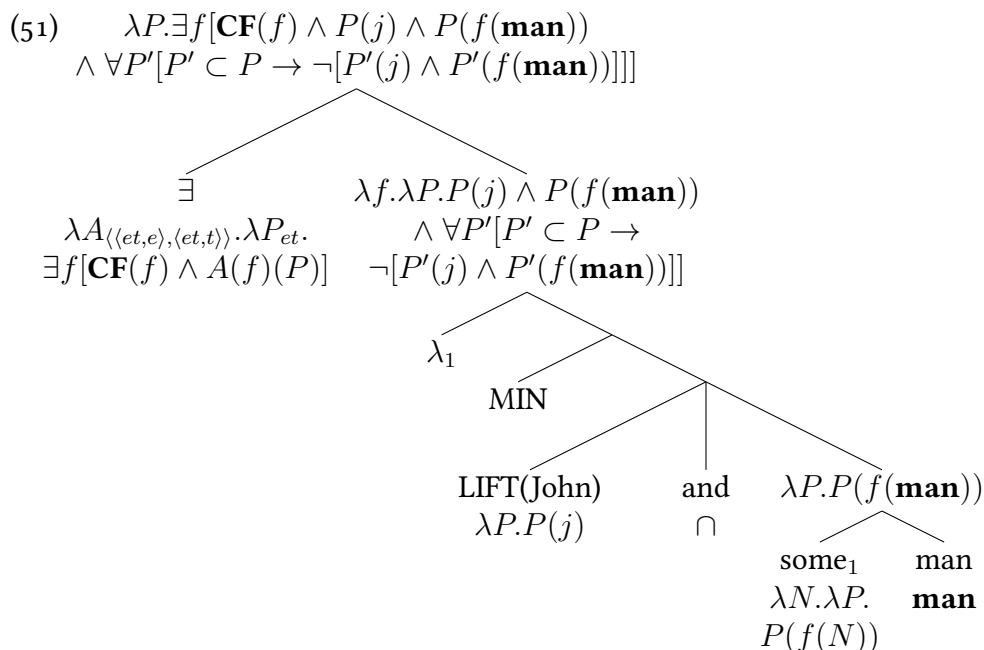 (51) λP.∃f[CF(f) ∧ P(j) ∧ P(f(man))
∧ ∀P′[P′ ⊂ P → ¬[P′(j) ∧ P′(f(man))]]]
∃
λA⟨⟨et,e⟩,⟨et,t⟩⟩.λPet.
∃f[CF(f) ∧ A(f)(P)]
λf.λP.P(j) ∧ P(f(man))
∧ ∀P′[P′ ⊂ P →
¬[P′(j) ∧ P′(f(man))]]
λ1
MIN
LIFT(John)
λP.P(j)
and
∩
λP.P(f(man))
some1
λN.λP.
P(f(N))
man
man